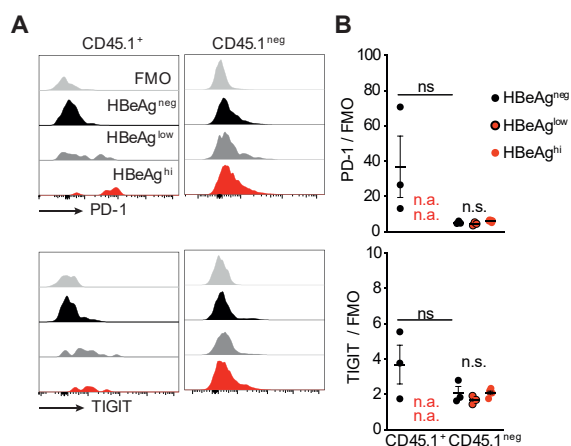 A
CD45.1⁺
CD45.1ⁿᵉᵍ
FMO
HBeAgⁿᵉᵍ
HBeAgˡᵒʷ
HBeAgʰⁱ
PD-1
TIGIT
B
100
80
60
40
20
0
PD-1 / FMO
ns
n.a.
n.a.
n.s.
HBeAgⁿᵉᵍ
HBeAgˡᵒʷ
HBeAgʰⁱ
10
8
6
4
2
0
TIGIT / FMO
ns
n.a.
n.a.
n.s.
CD45.1⁺ CD45.1ⁿᵉᵍ